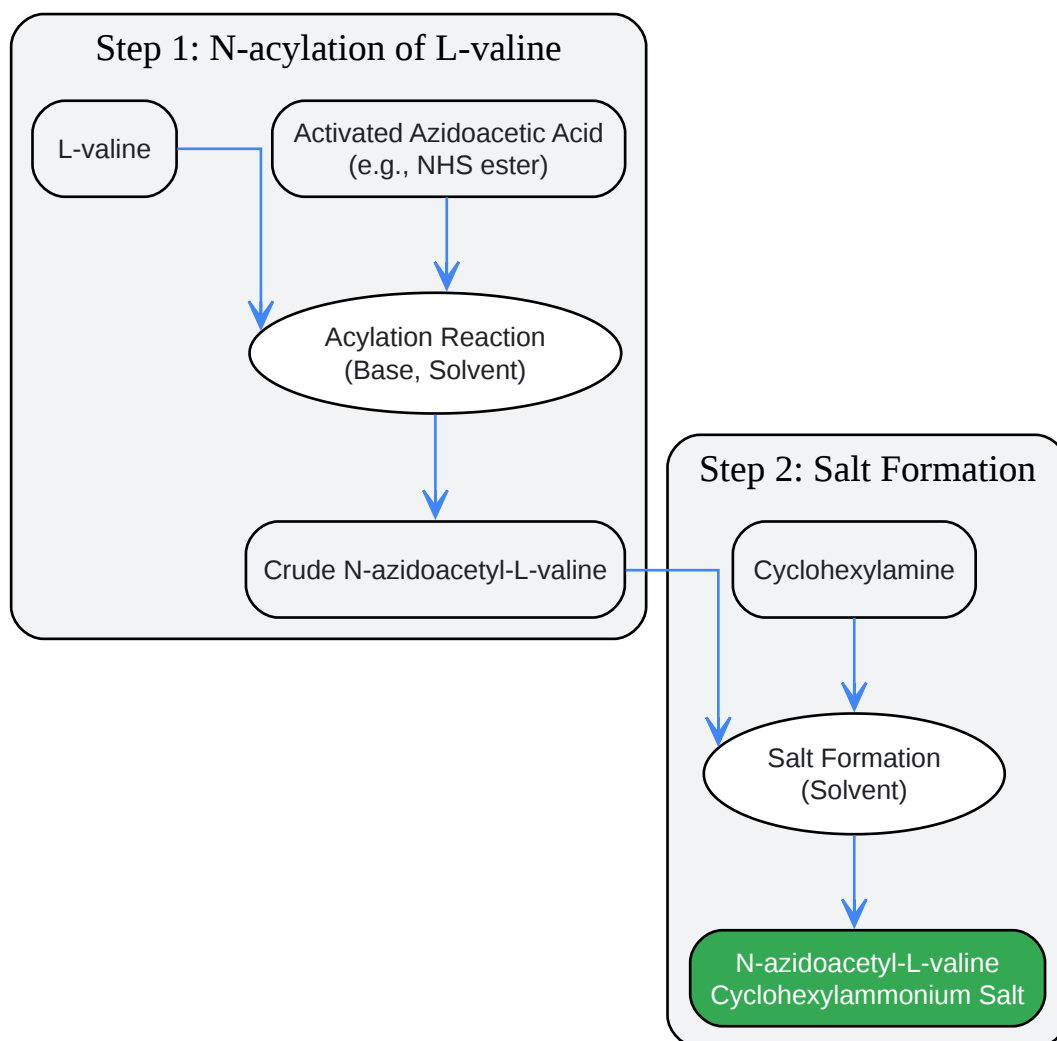 Step 1: N-acylation of L-valine
L-valine
Activated Azidoacetic Acid
(e.g., NHS ester)
Acylation Reaction
(Base, Solvent)
Crude N-azidoacetyl-L-valine
Step 2: Salt Formation
Cyclohexylamine
Salt Formation
(Solvent)
N-azidoacetyl-L-valine
Cyclohexylammonium Salt